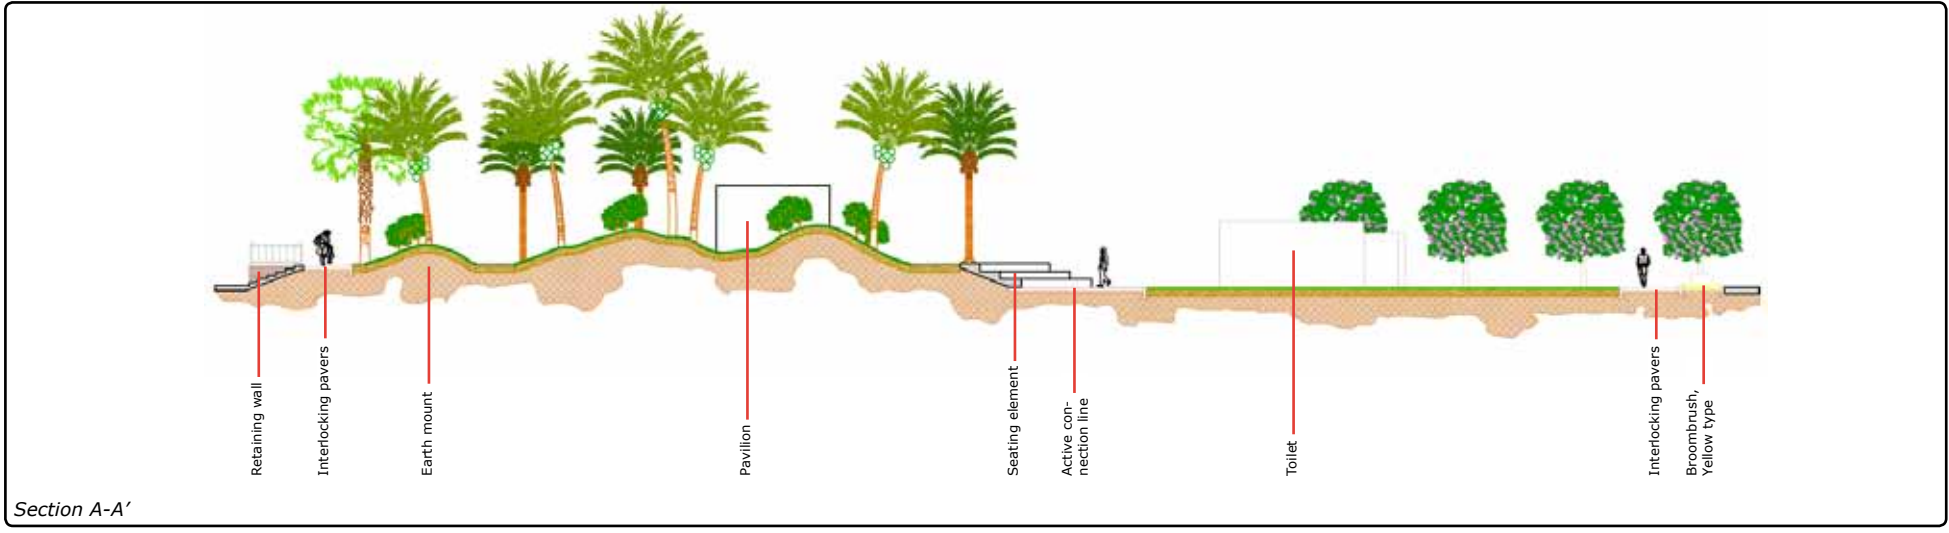 Retaining wall
Interlocking pavers
Earth mount
Pavilion
Seating element
Active con-
nection line
Toilet
Interlocking pavers
Broombrush,
Yellow type
Section A-A’